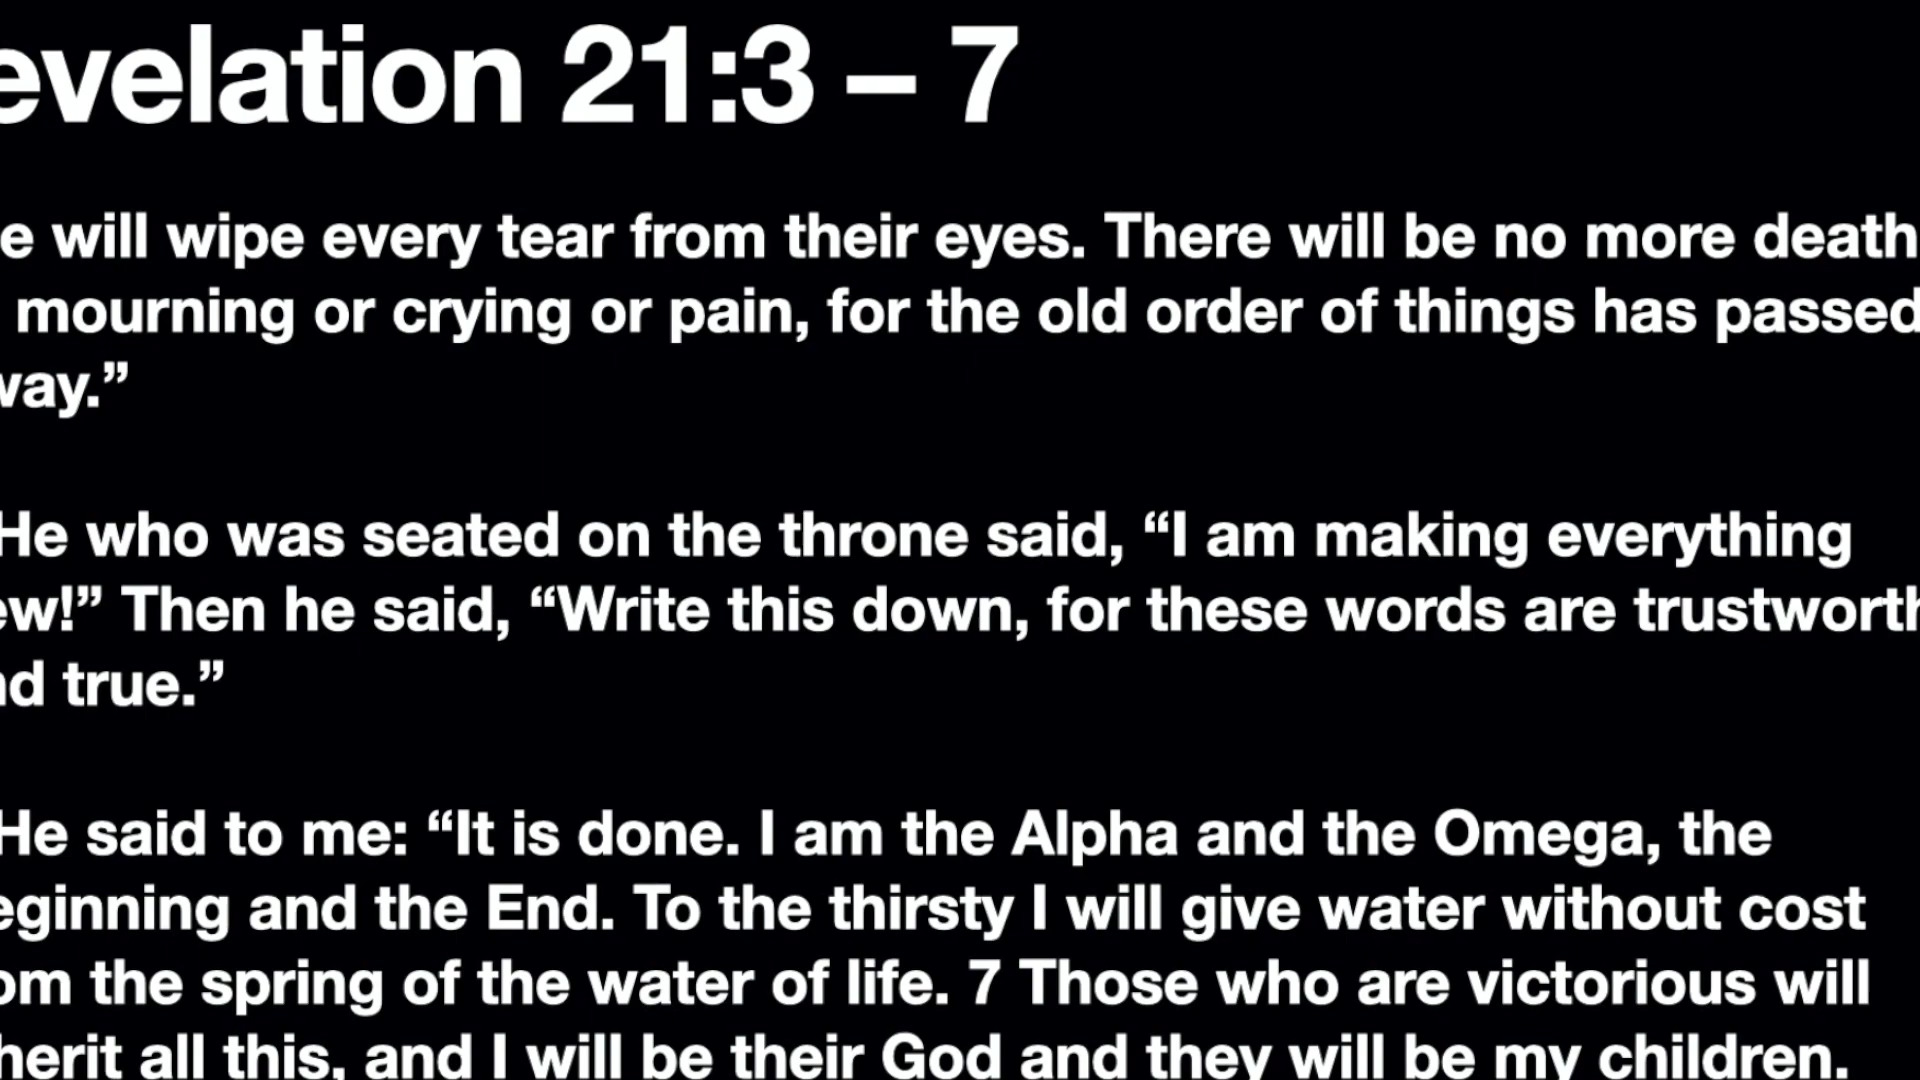 evelation 21:3 – 7
e will wipe every tear from their eyes. There will be no more death
mourning or crying or pain, for the old order of things has passed
way.”
He who was seated on the throne said, “I am making everything
ew!” Then he said, “Write this down, for these words are trustworth
nd true.”
He said to me: “It is done. I am the Alpha and the Omega, the
eginning and the End. To the thirsty I will give water without cost
om the spring of the water of life. 7 Those who are victorious will
herit all this, and I will be their God and they will be my children.